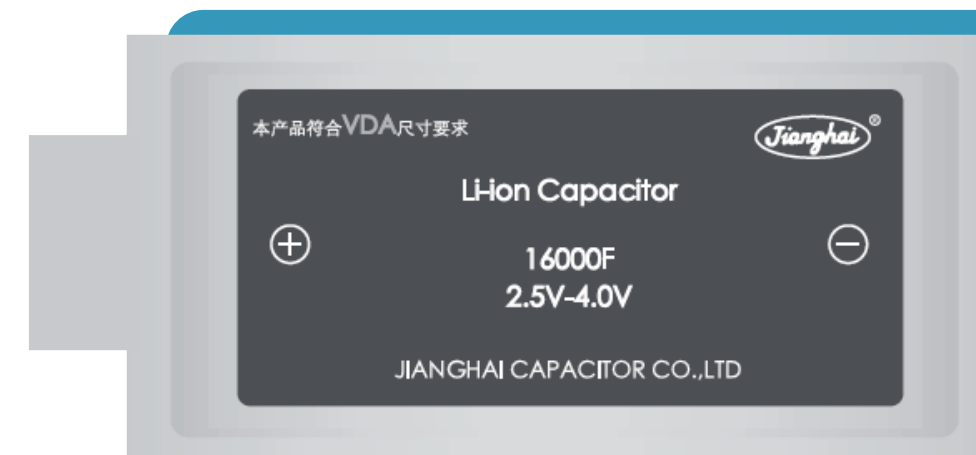 本产品符合VDA尺寸要求
Jianghai®
Li-ion Capacitor
⊕
⊖
16000F
2.5V-4.0V
JIANGHAI CAPACITOR CO.,LTD